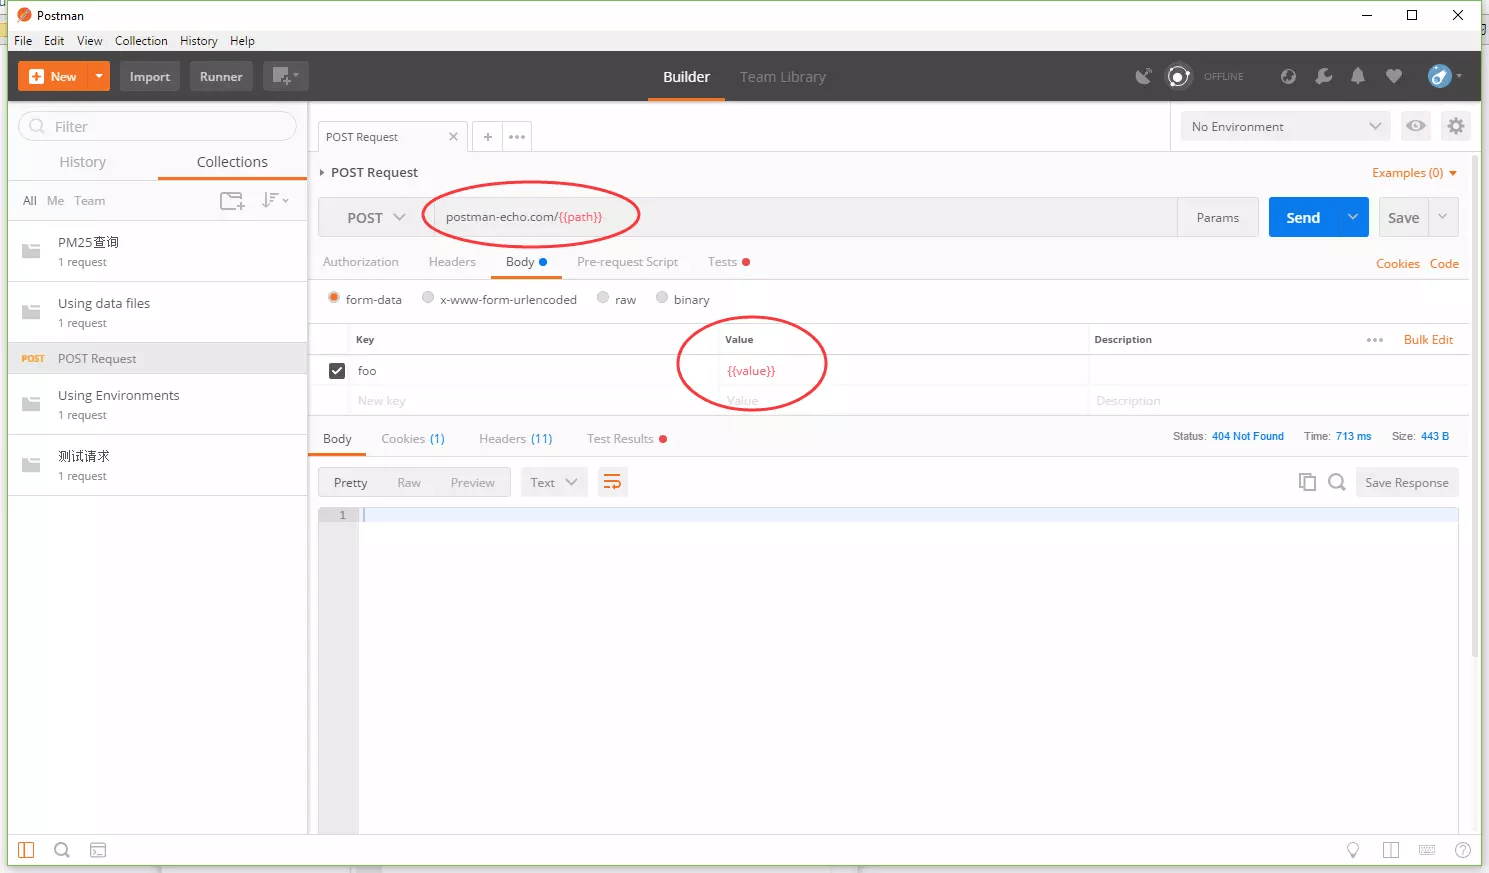 Postman
File Edit View Collection History Help
New Import Runner Builder Team Library OFFLINE
Filter
History Collections
All Me Team
PM25查询
1 request
Using data files
1 request
POST POST Request
Using Environments
1 request
测试请求
1 request
POST Request No Environment
POST Request Examples (0)
POST postman-echo.com/{{path}} Params Send Save
Authorization Headers Body Pre-request Script Tests Cookies Code
form-data x-www-form-urlencoded raw binary
Key Value Description Bulk Edit
foo {{value}}
New key Value Description
Body Cookies (1) Headers (11) Test Results Status: 404 Not Found Time: 713 ms Size: 443 B
Pretty Raw Preview Text Save Response
1